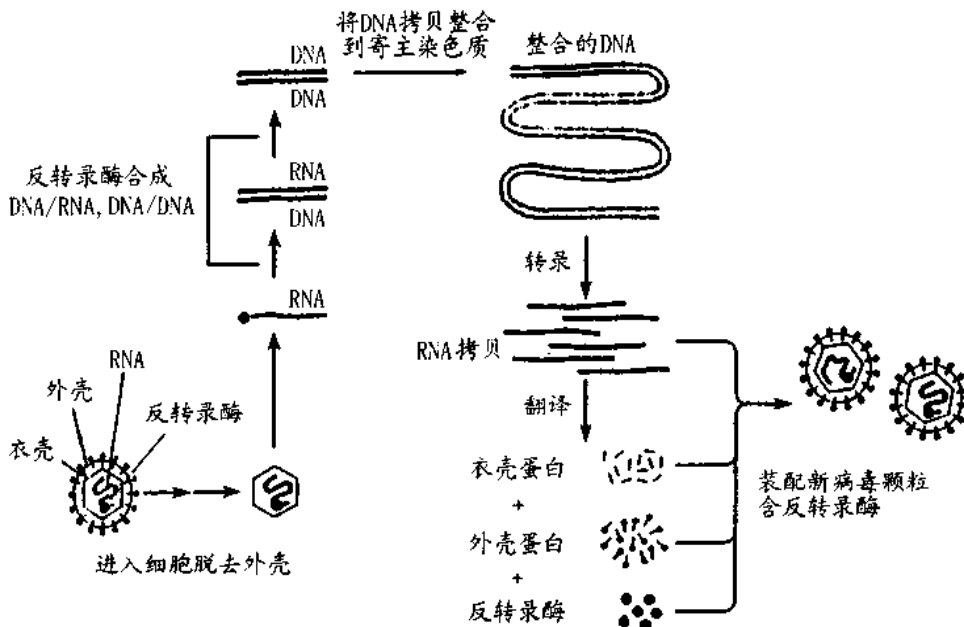 将DNA拷贝整合
到寄主染色质
整合的DNA
DNA
DNA
反转录酶合成
DNA/RNA, DNA/DNA
RNA
DNA
RNA
转录
RNA拷贝
翻译
RNA
外壳
反转录酶
衣壳
进入细胞脱去外壳
衣壳蛋白
+
外壳蛋白
+
反转录酶
装配新病毒颗粒
含反转录酶